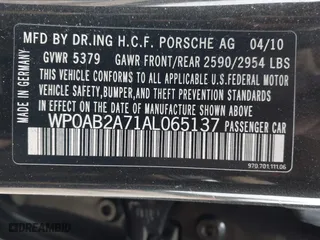 MFD BY DR.ING H.C.F. PORSCHE AG 04/10
GVWR 5379 GAWR FRONT/REAR 2590/2954 LBS
MADE IN GERMANY
THIS VEHICLE CONFORMS TO ALL APPLICABLE FEDERAL MOTOR
VEHICLE SAFETY, BUMPER, AND THEFT PREVENTION STANDARDS
IN EFFECT ON THE DATE OF MANUFACTURE SHOWN ABOVE.
WP0AB2A71AL065137 PASSENGER CAR
970.701.111.06
DREAMBID